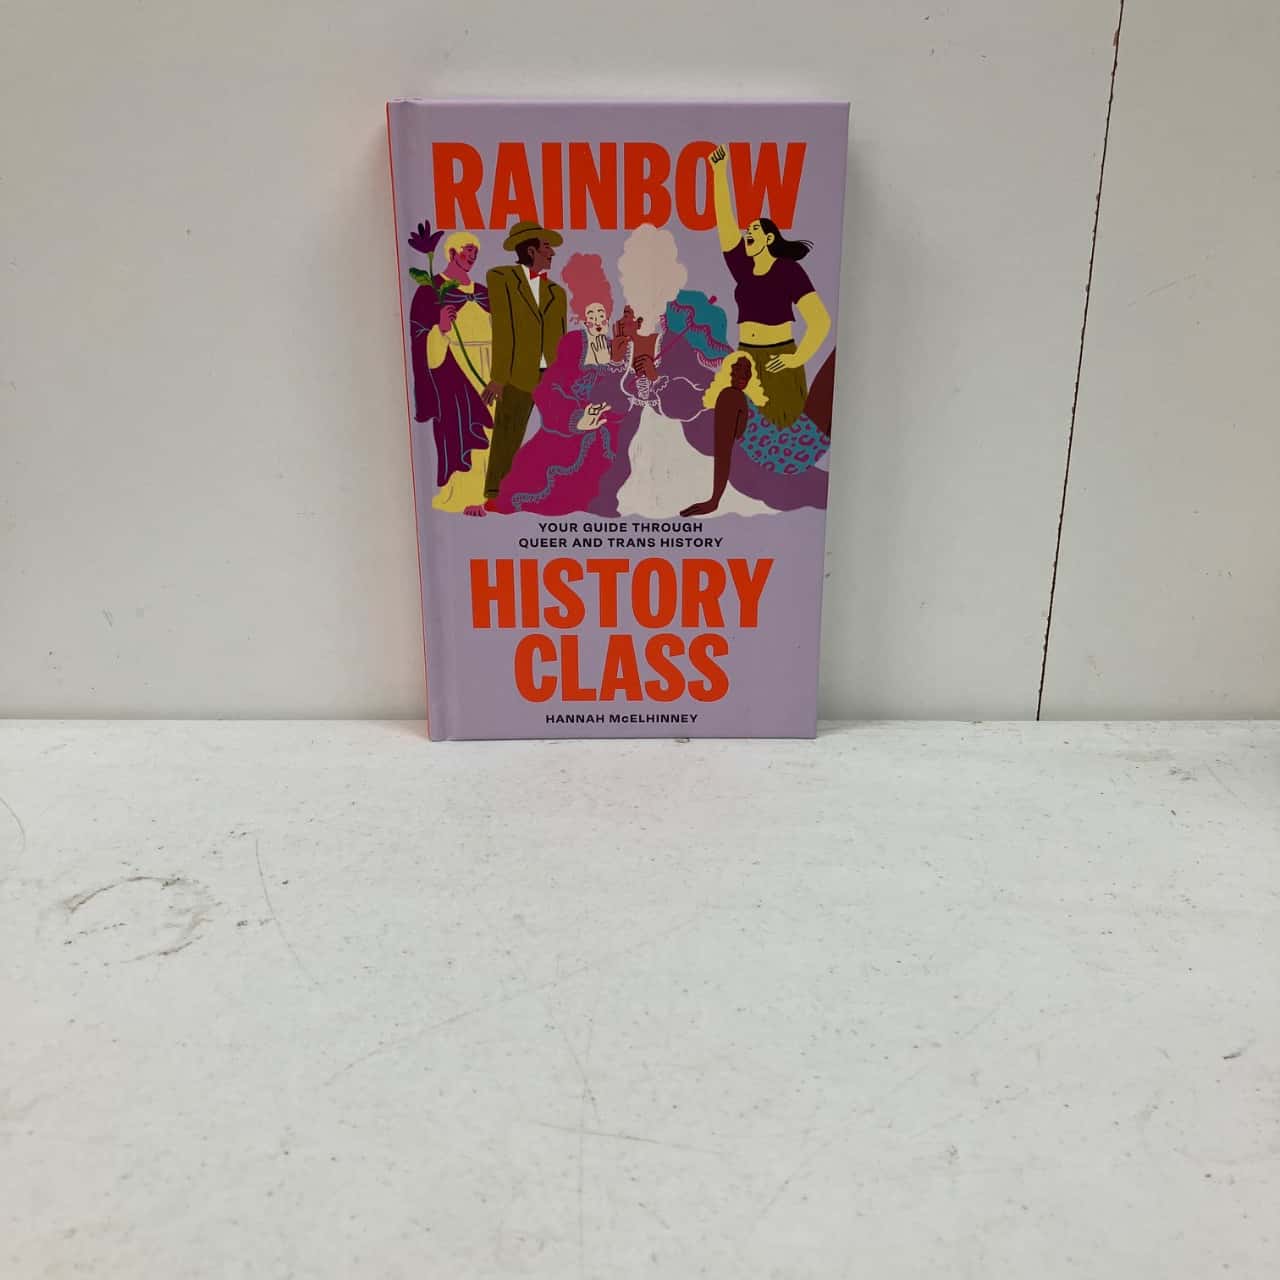 RAINBOW
YOUR GUIDE THROUGH
QUEER AND TRANS HISTORY
HISTORY
CLASS
HANNAH McELHINNEY